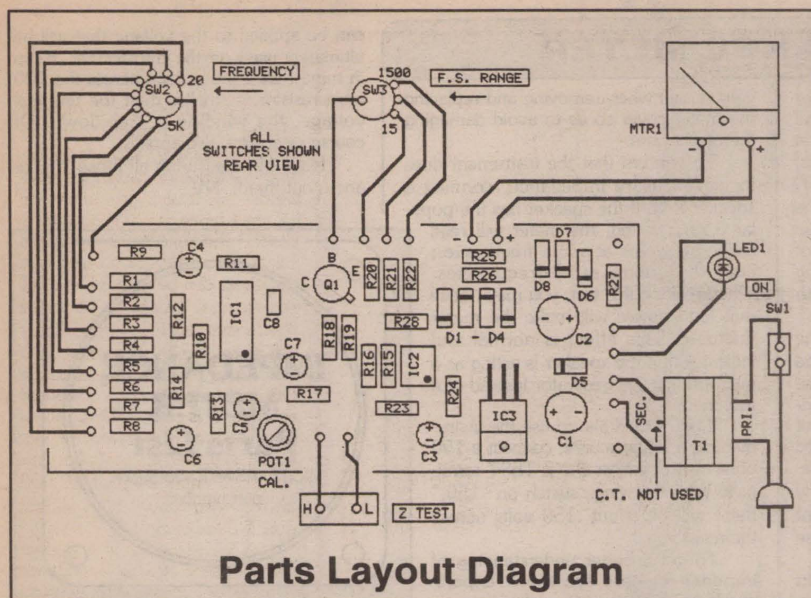 20
FREQUENCY
SW2
5K
ALL
SWITCHES SHOWN
REAR VIEW
1500
SW3
F.S. RANGE
15
MTR1
-
+
R9
C4
R11
R1
R2
R3
R4
R5
R6
R7
R8
R12
R10
R14
R13
IC1
C8
C7
C5
C6
R17
POT1
CAL.
B
C
E
Q1
R20
R21
R22
R18
R19
R28
R16
R15
IC2
R23
R24
C3
- +
R25
R26
D7
D8
D6
R27
D1 - D4
C2
D5
IC3
C1
LED1
ON
SW1
SEC.
T1
PRI.
C.T. NOT USED
H
L
Z TEST
Parts Layout Diagram